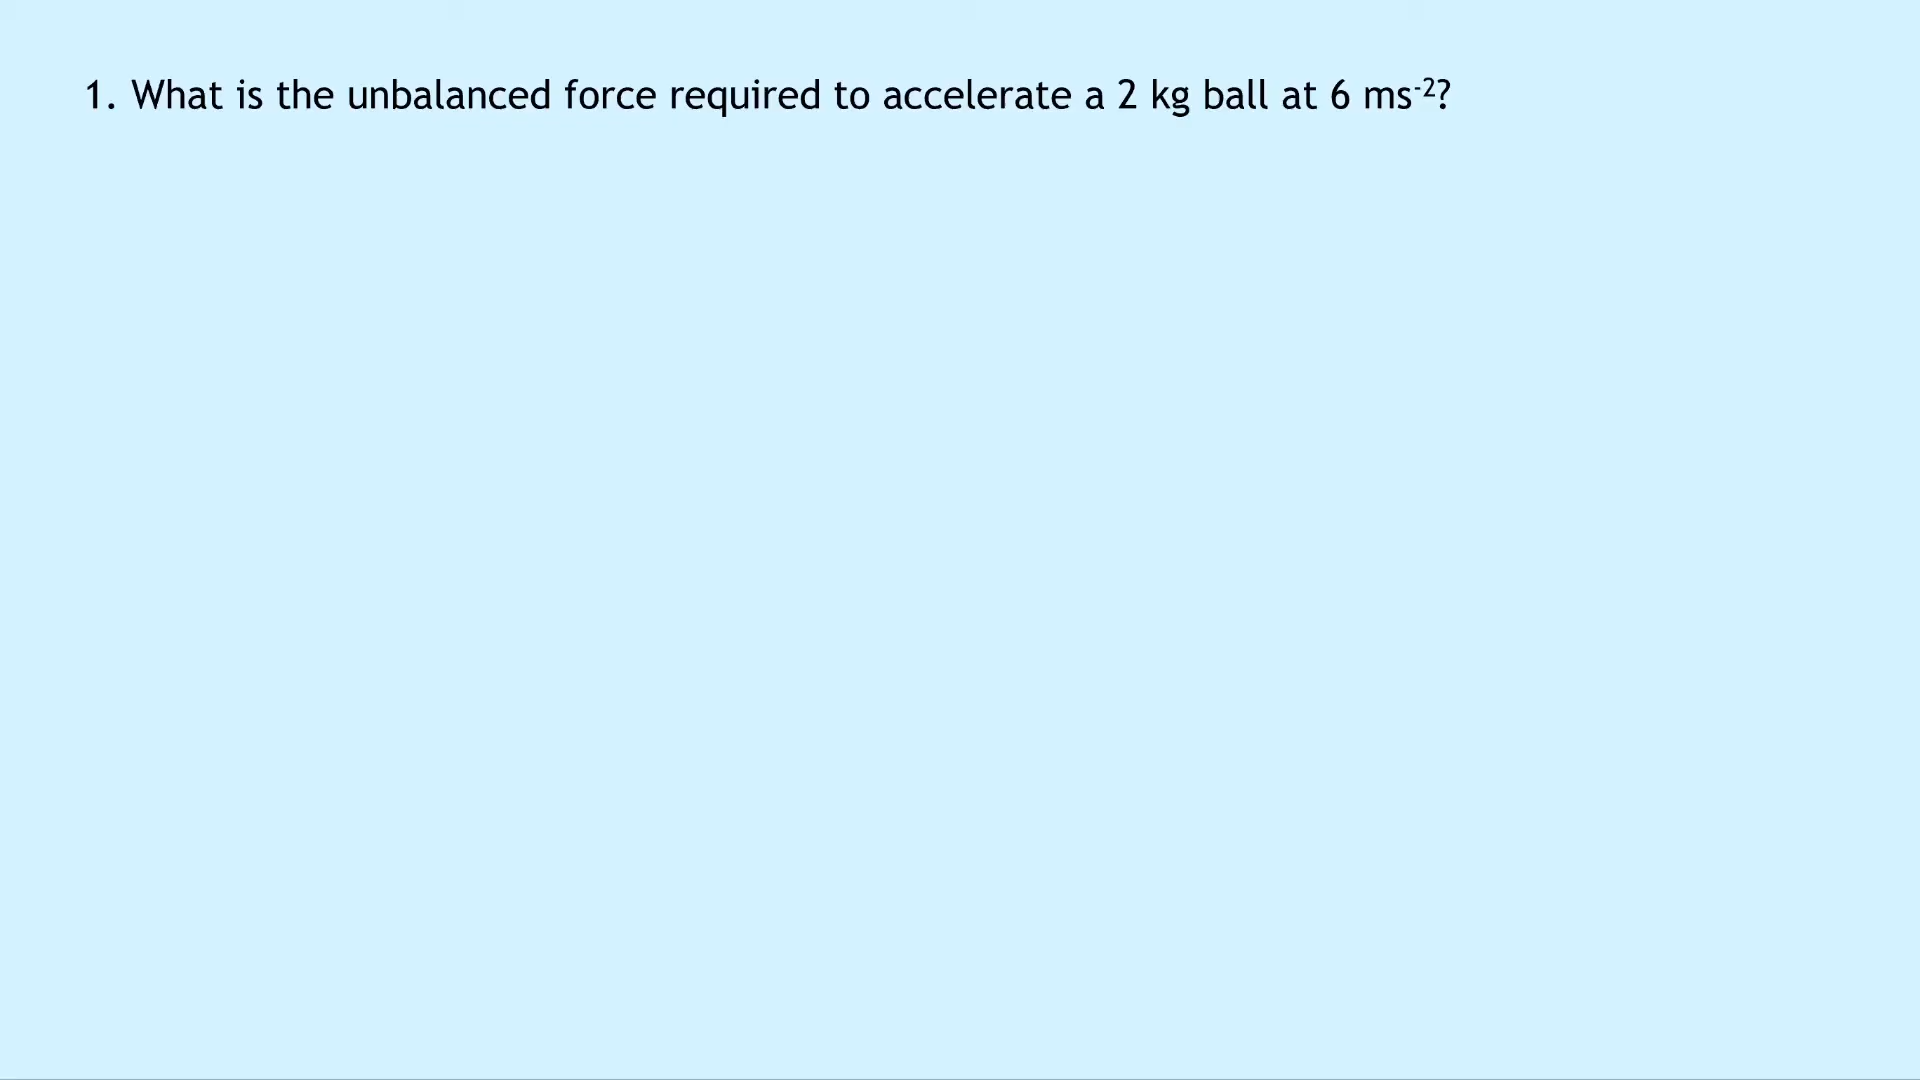 1. What is the unbalanced force required to accelerate a 2 kg ball at 6 ms⁻²?